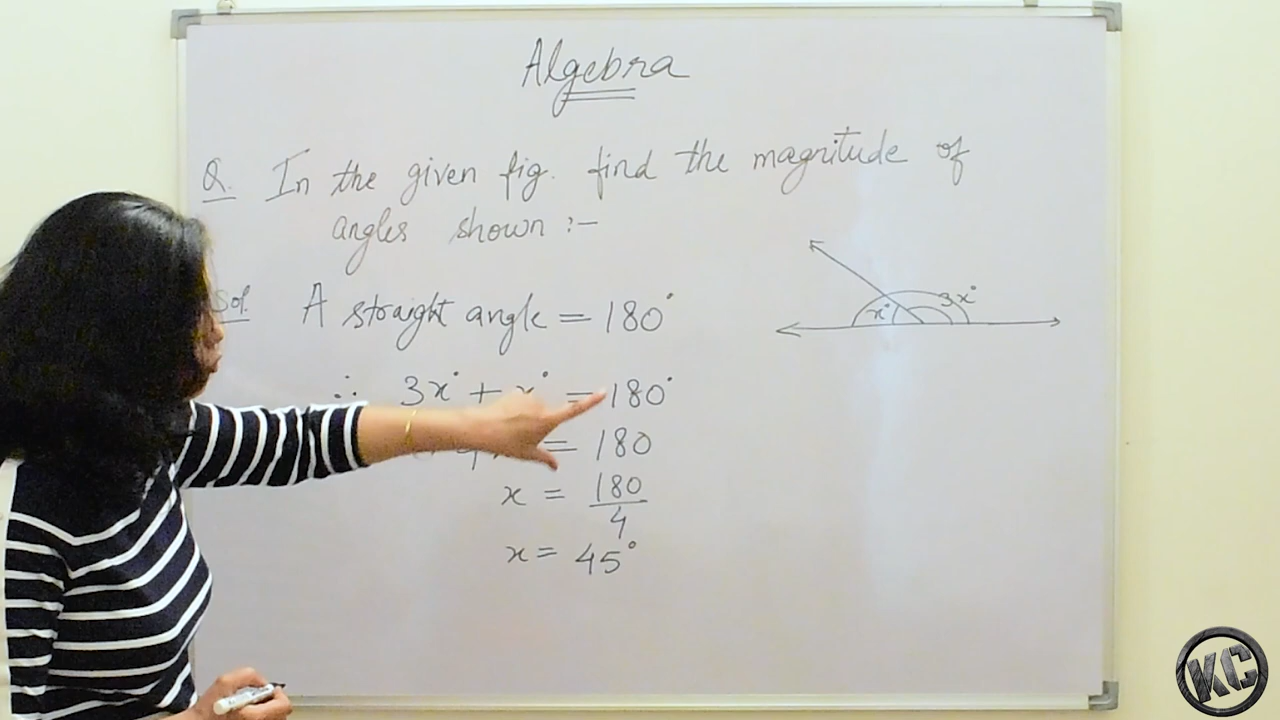 Algebra
Q. In the given fig. find the magnitude of
angles shown :-
Sol. A straight angle = 180°
∴ 3x° + x° = 180°
= 180
x = 180/4
x = 45°
x° 3x°
KC